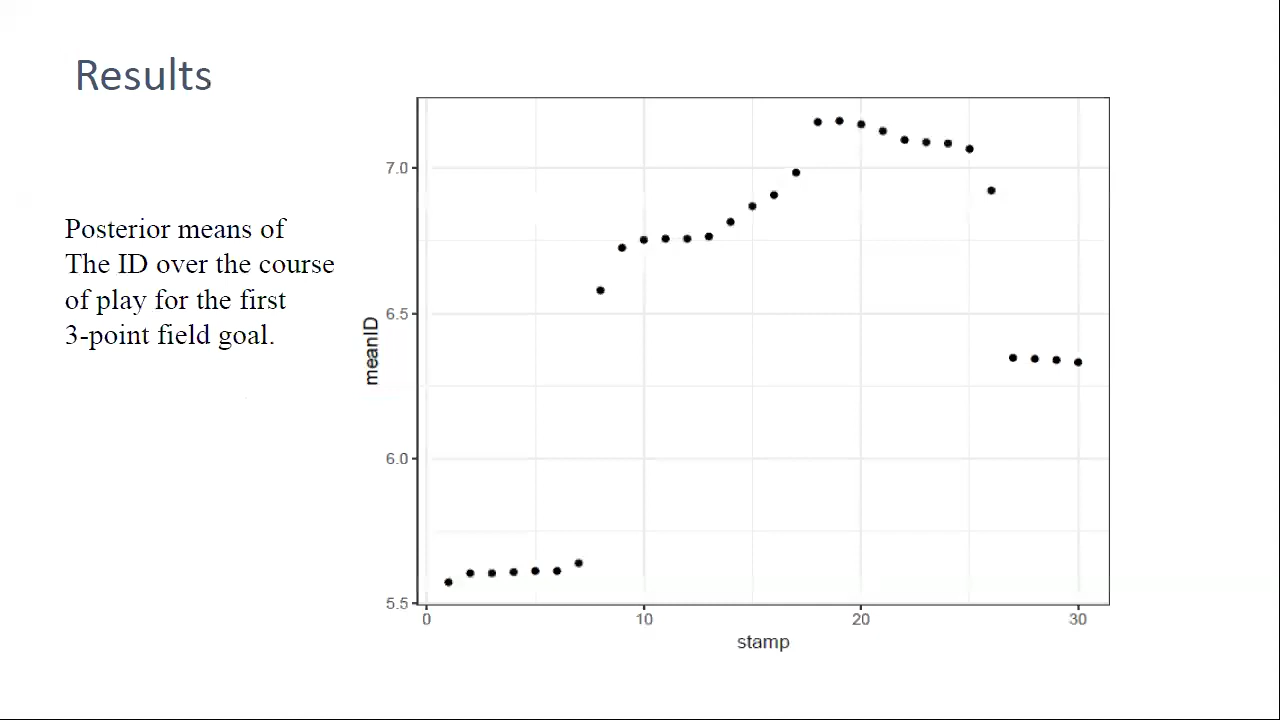 Results
Posterior means of
The ID over the course
of play for the first
3-point field goal.
meanID
7.0
6.5
6.0
5.5
0
10
20
30
stamp